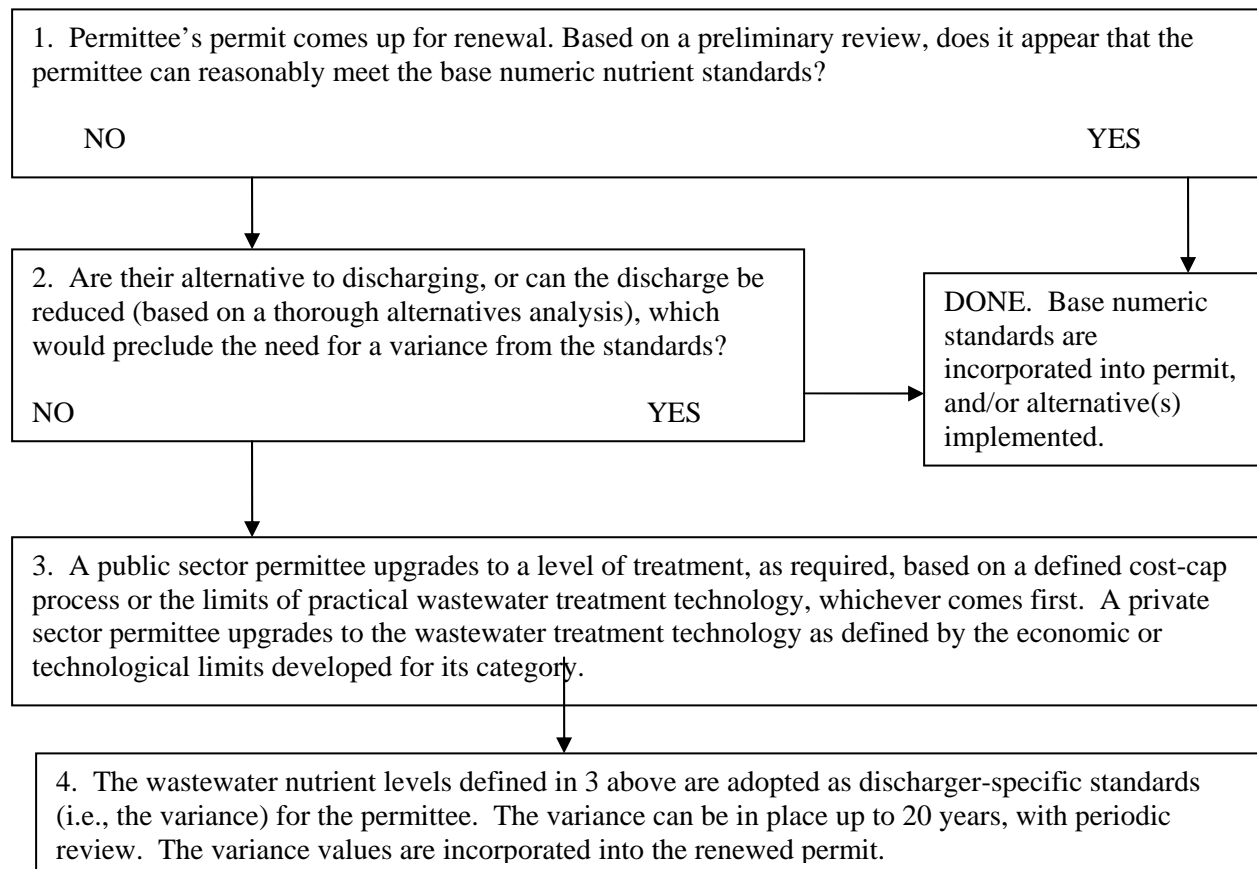 1.  Permittee’s permit comes up for renewal. Based on a preliminary review, does it appear that the
permittee can reasonably meet the base numeric nutrient standards?
NO YES
2.  Are their alternative to discharging, or can the discharge be
reduced (based on a thorough alternatives analysis), which
would preclude the need for a variance from the standards?
NO YES
DONE.  Base numeric
standards are
incorporated into permit,
and/or alternative(s)
implemented.
3.  A public sector permittee upgrades to a level of treatment, as required, based on a defined cost-cap
process or the limits of practical wastewater treatment technology, whichever comes first.  A private
sector permittee upgrades to the wastewater treatment technology as defined by the economic or
technological limits developed for its category.
4.  The wastewater nutrient levels defined in 3 above are adopted as discharger-specific standards
(i.e., the variance) for the permittee.  The variance can be in place up to 20 years, with periodic
review.  The variance values are incorporated into the renewed permit.